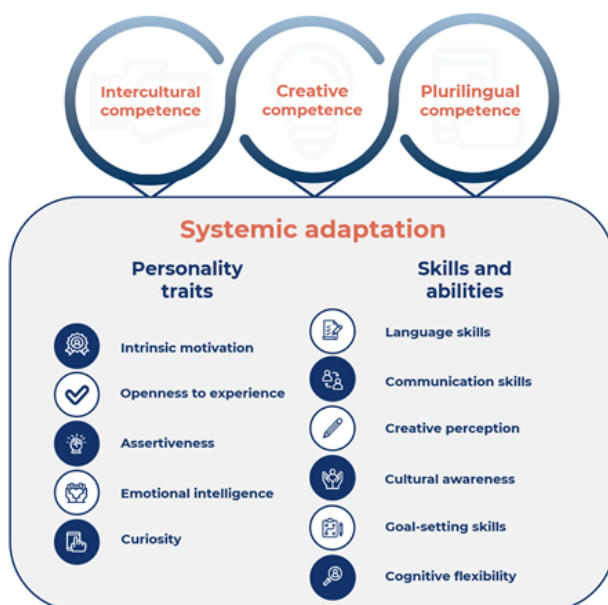 Intercultural
competence
Creative
competence
Plurilingual
competence
Systemic adaptation
Personality
traits
Intrinsic motivation
Openness to experience
Assertiveness
Emotional intelligence
Curiosity
Skills and
abilities
Language skills
Communication skills
Creative perception
Cultural awareness
Goal-setting skills
Cognitive flexibility